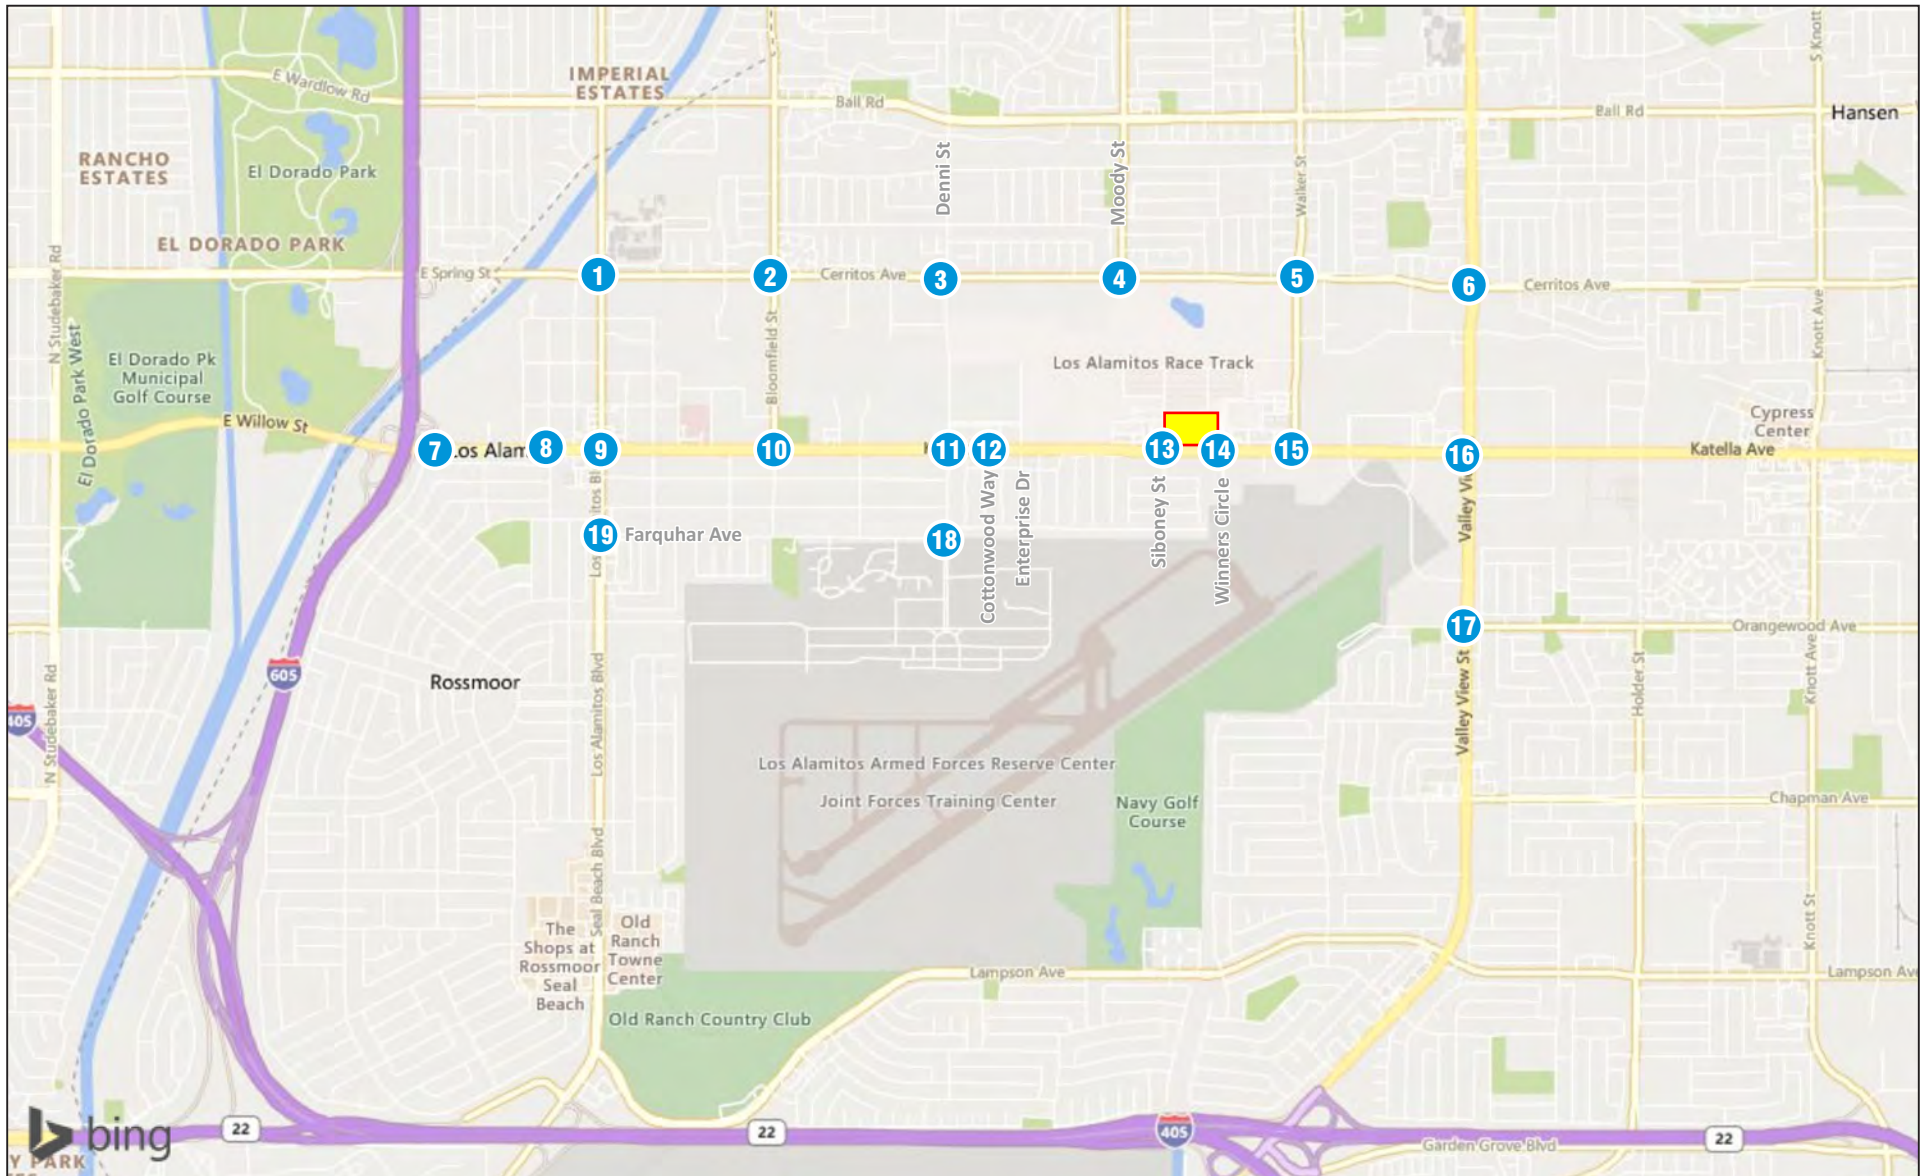 S Knott
IMPERIAL
ESTATES
E Wardlow Rd
Ball Rd
Ball Rd
Hansen
RANCHO
ESTATES
El Dorado Park
Denni St
Moody St
Walker St
EL DORADO PARK
N Studebaker Rd
E Spring St
1
2
Cerritos Ave
3
4
5
6
Cerritos Ave
El Dorado Park West
El Dorado Pk
Municipal
Golf Course
Bloomfield St
Los Alamitos Race Track
Knott Ave
E Willow St
Cypress
Center
7
8
9
10
11
12
13
14
15
16
Katella Ave
Cottonwood Way
Enterprise Dr
Siboney St
Winners Circle
19
Farquhar Ave
18
17
Orangewood Ave
605
Rossmoor
N Studebaker Rd
405
Los Alamitos Blvd
Valley View St
Holder St
Knott Ave
Los Alamitos Armed Forces Reserve Center
Joint Forces Training Center
Navy Golf
Course
Chapman Ave
Seal Beach Blvd
The
Shops at
Rossmoor
Seal
Beach
Old
Ranch
Towne
Center
Knott St
Lampson Ave
Lampson Av
Old Ranch Country Club
bing
22
22
405
22
Garden Grove Blvd
Y PARK